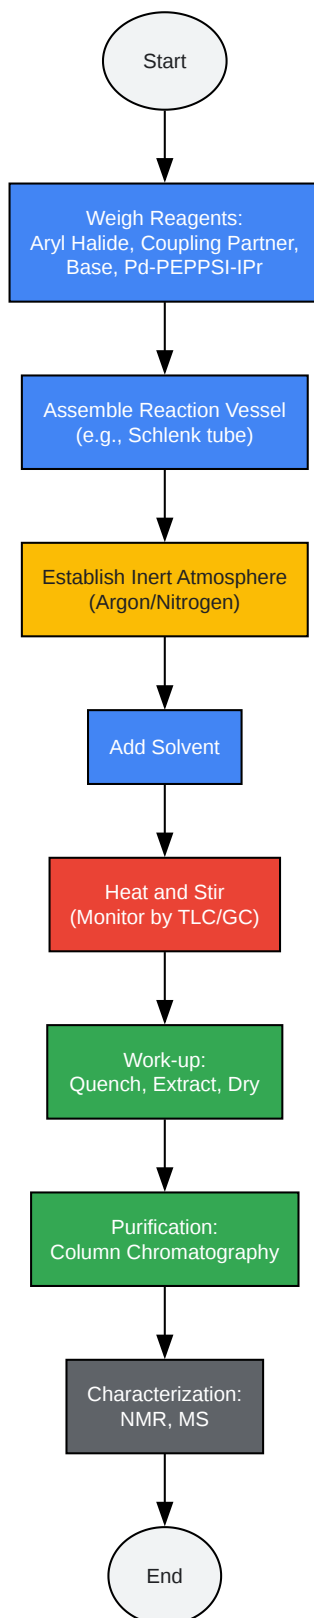 Start
Weigh Reagents:
Aryl Halide, Coupling Partner,
Base, Pd-PEPPSI-IPr
Assemble Reaction Vessel
(e.g., Schlenk tube)
Establish Inert Atmosphere
(Argon/Nitrogen)
Add Solvent
Heat and Stir
(Monitor by TLC/GC)
Work-up:
Quench, Extract, Dry
Purification:
Column Chromatography
Characterization:
NMR, MS
End